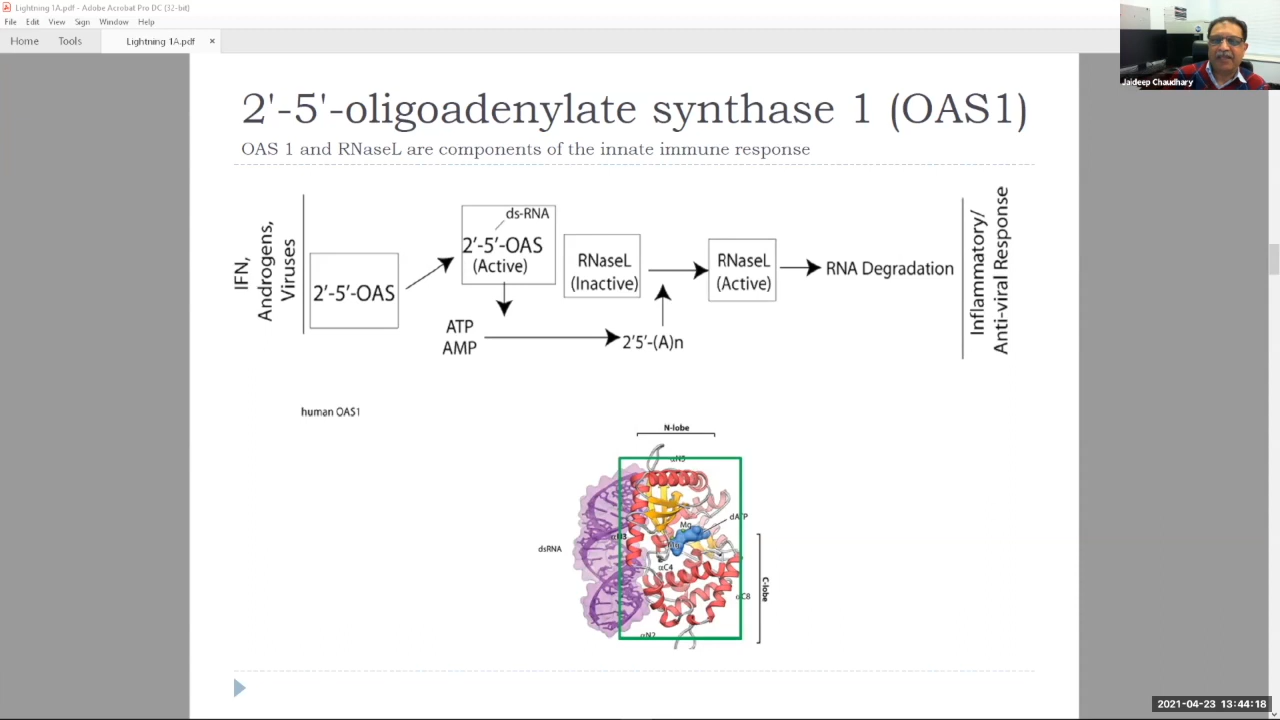 Lightning 1A.pdf - Adobe Acrobat Pro DC (32-bit)
File Edit View Sign Window Help
Home Tools Lightning 1A.pdf ×
Jaideep Chaudhary
2'-5'-oligoadenylate synthase 1 (OAS1)
OAS 1 and RNaseL are components of the innate immune response
IFN,
Androgens,
Viruses
2'-5'-OAS
ds-RNA
2'-5'-OAS
(Active)
RNaseL
(Inactive)
RNaseL
(Active)
RNA Degradation
Inflammatory/
Anti-viral Response
ATP
AMP
2'5'-(A)n
human OAS1
N-lobe
αN5
dATP
Mg
dsRNA
αN3
αC4
C-lobe
αC8
αN2
2021-04-23 13:44:18